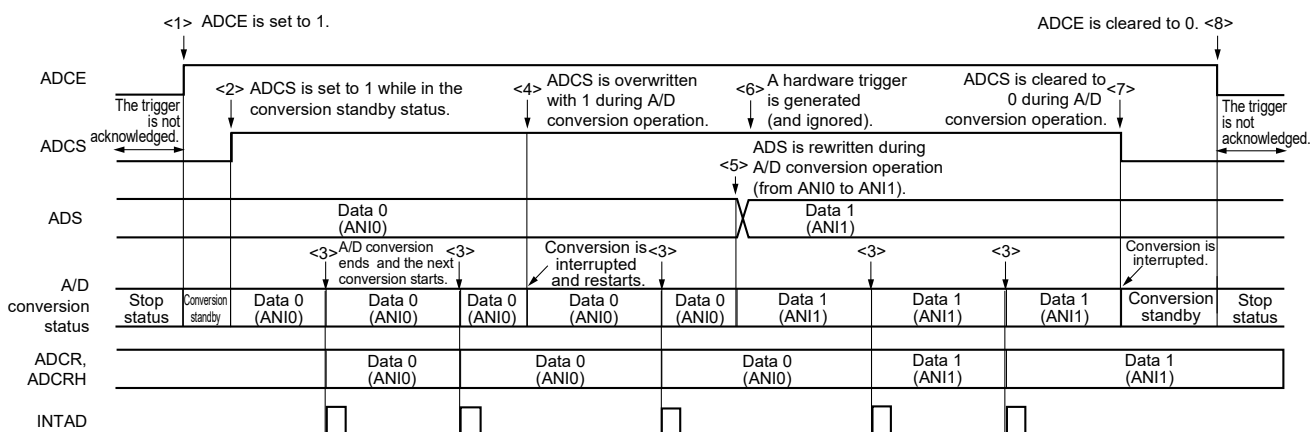 <1> ADCE is set to 1.
ADCE is cleared to 0. <8>
ADCE
The trigger
is not
acknowledged.
<2> ADCS is set to 1 while in the
conversion standby status.
<4> ADCS is overwritten
with 1 during A/D
conversion operation.
<6> A hardware trigger
is generated
(and ignored).
ADCS is cleared to
0 during A/D <7>
conversion operation.
The trigger
is not
acknowledged.
ADCS
<5> ADS is rewritten during
A/D conversion operation
(from ANI0 to ANI1).
ADS
Data 0
(ANI0)
Data 1
(ANI1)
<3> A/D conversion
ends and the next
conversion starts.
<3>
Conversion is
interrupted
and restarts.
<3>
<3>
<3>
Conversion is
interrupted.
A/D
conversion
status
Stop
status
Conversion
standby
Data 0
(ANI0)
Data 0
(ANI0)
Data 0
(ANI0)
Data 0
(ANI0)
Data 0
(ANI0)
Data 1
(ANI1)
Data 1
(ANI1)
Data 1
(ANI1)
Conversion
standby
Stop
status
ADCR,
ADCRH
Data 0
(ANI0)
Data 0
(ANI0)
Data 0
(ANI0)
Data 1
(ANI1)
Data 1
(ANI1)
INTAD